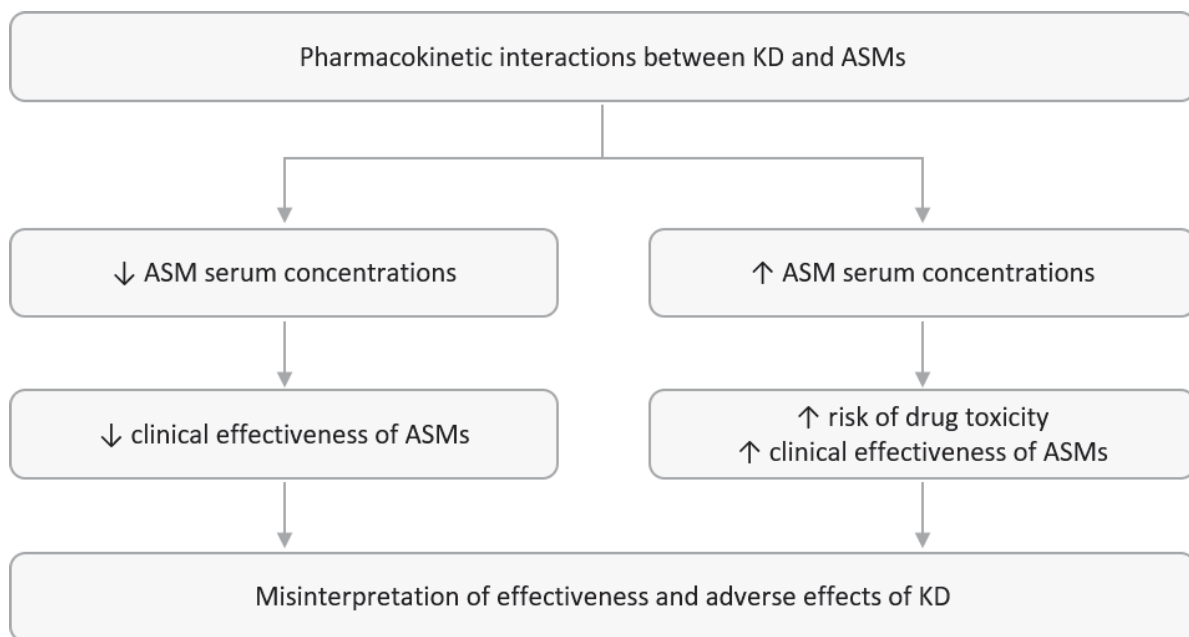 Pharmacokinetic interactions between KD and ASMs
↓ ASM serum concentrations
↑ ASM serum concentrations
↓ clinical effectiveness of ASMs
↑ risk of drug toxicity
↑ clinical effectiveness of ASMs
Misinterpretation of effectiveness and adverse effects of KD